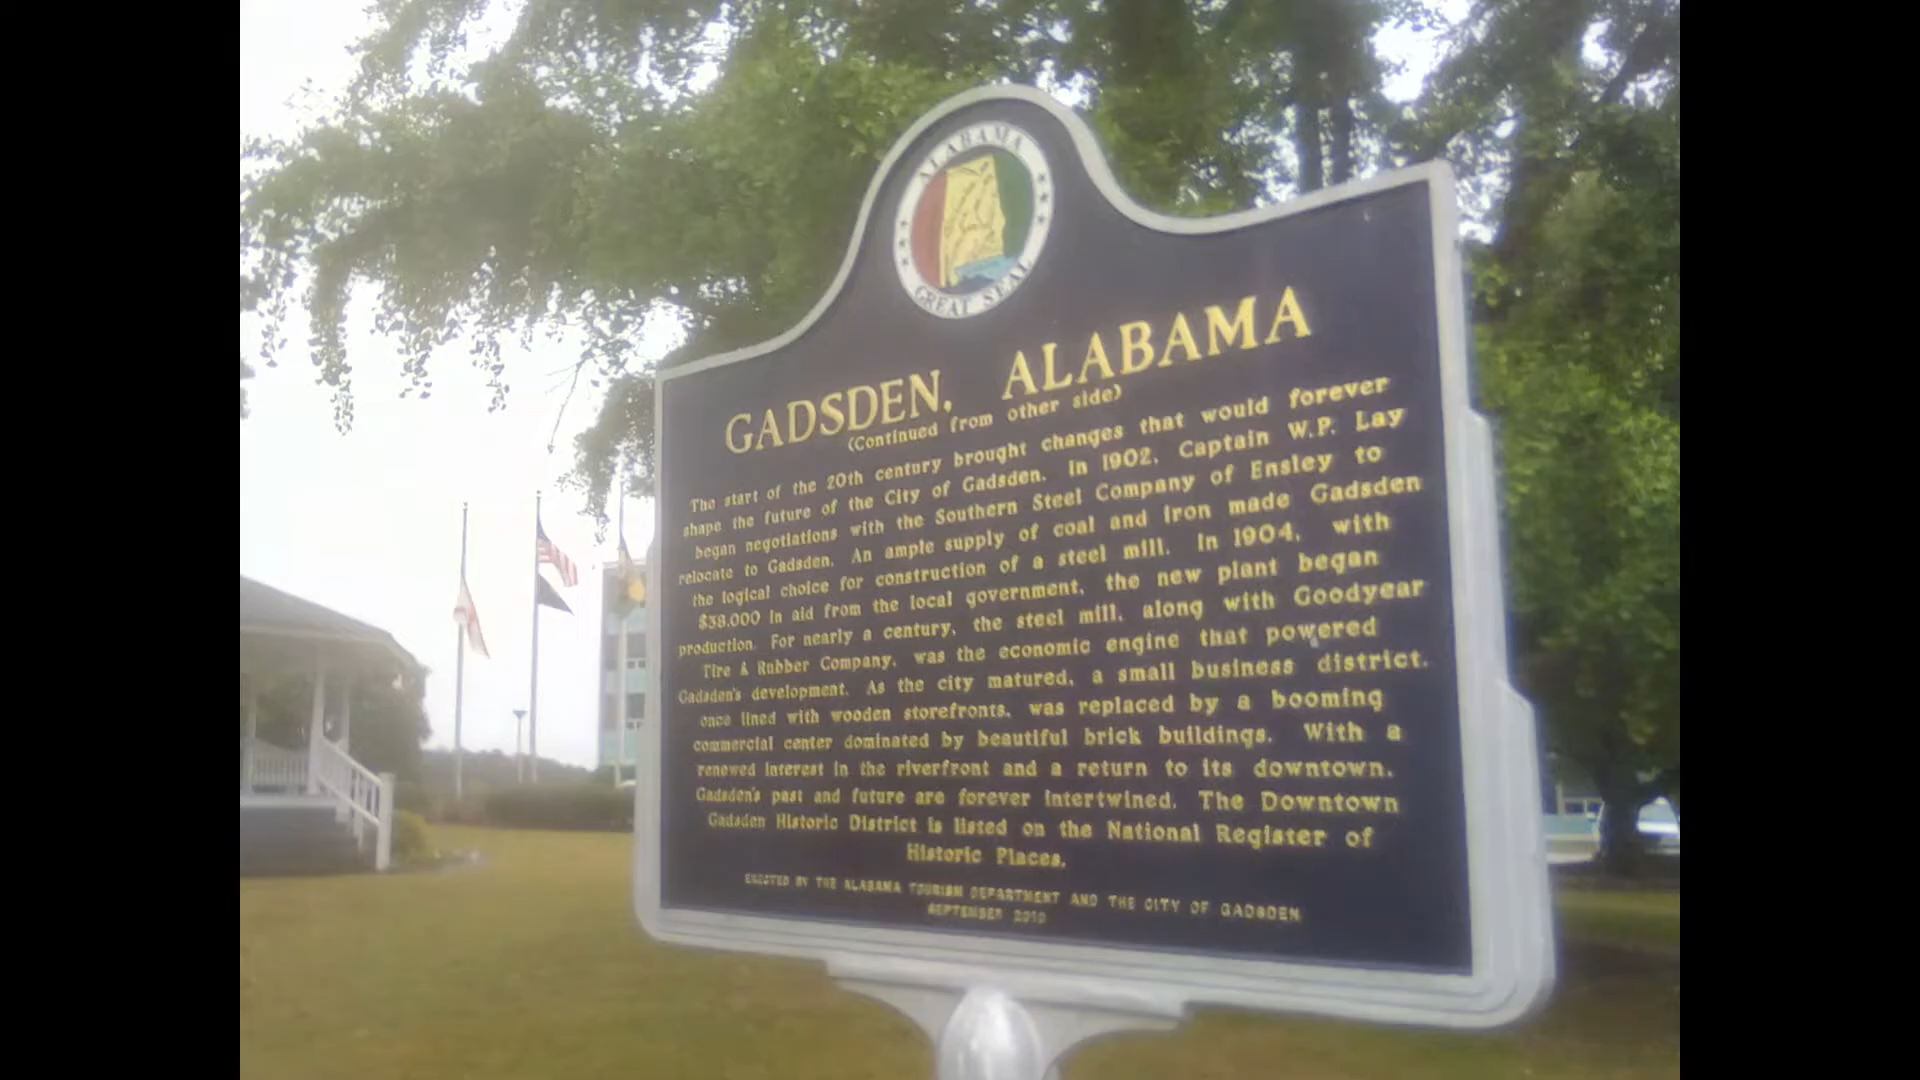 ALABAMA
GREAT SEAL
GADSDEN, ALABAMA
(Continued from other side)
The start of the 20th century brought changes that would forever
shape the future of the City of Gadsden. In 1902, Captain W.P. Lay
began negotiations with the Southern Steel Company of Ensley to
relocate to Gadsden. An ample supply of coal and iron made Gadsden
the logical choice for construction of a steel mill. In 1904, with
$38,000 in aid from the local government, the new plant began
production. For nearly a century, the steel mill, along with Goodyear
Tire & Rubber Company, was the economic engine that powered
Gadsden's development. As the city matured, a small business district,
once lined with wooden storefronts, was replaced by a booming
commercial center dominated by beautiful brick buildings. With a
renewed interest in the riverfront and a return to its downtown,
Gadsden's past and future are forever intertwined. The Downtown
Gadsden Historic District is listed on the National Register of
Historic Places.
ERECTED BY THE ALABAMA TOURISM DEPARTMENT AND THE CITY OF GADSDEN
SEPTEMBER 2010